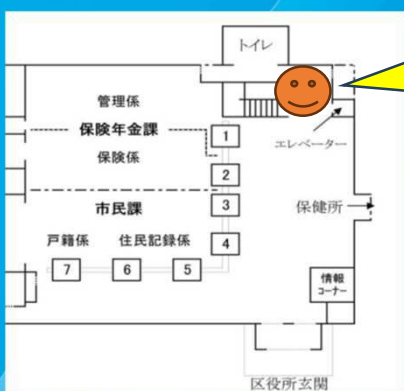 トイレ
管理係
保険年金課
保険係
エレベーター
市民課
保健所
戸籍係 住民記録係
1
2
3
4
7 6 5
情報
コーナー
区役所玄関